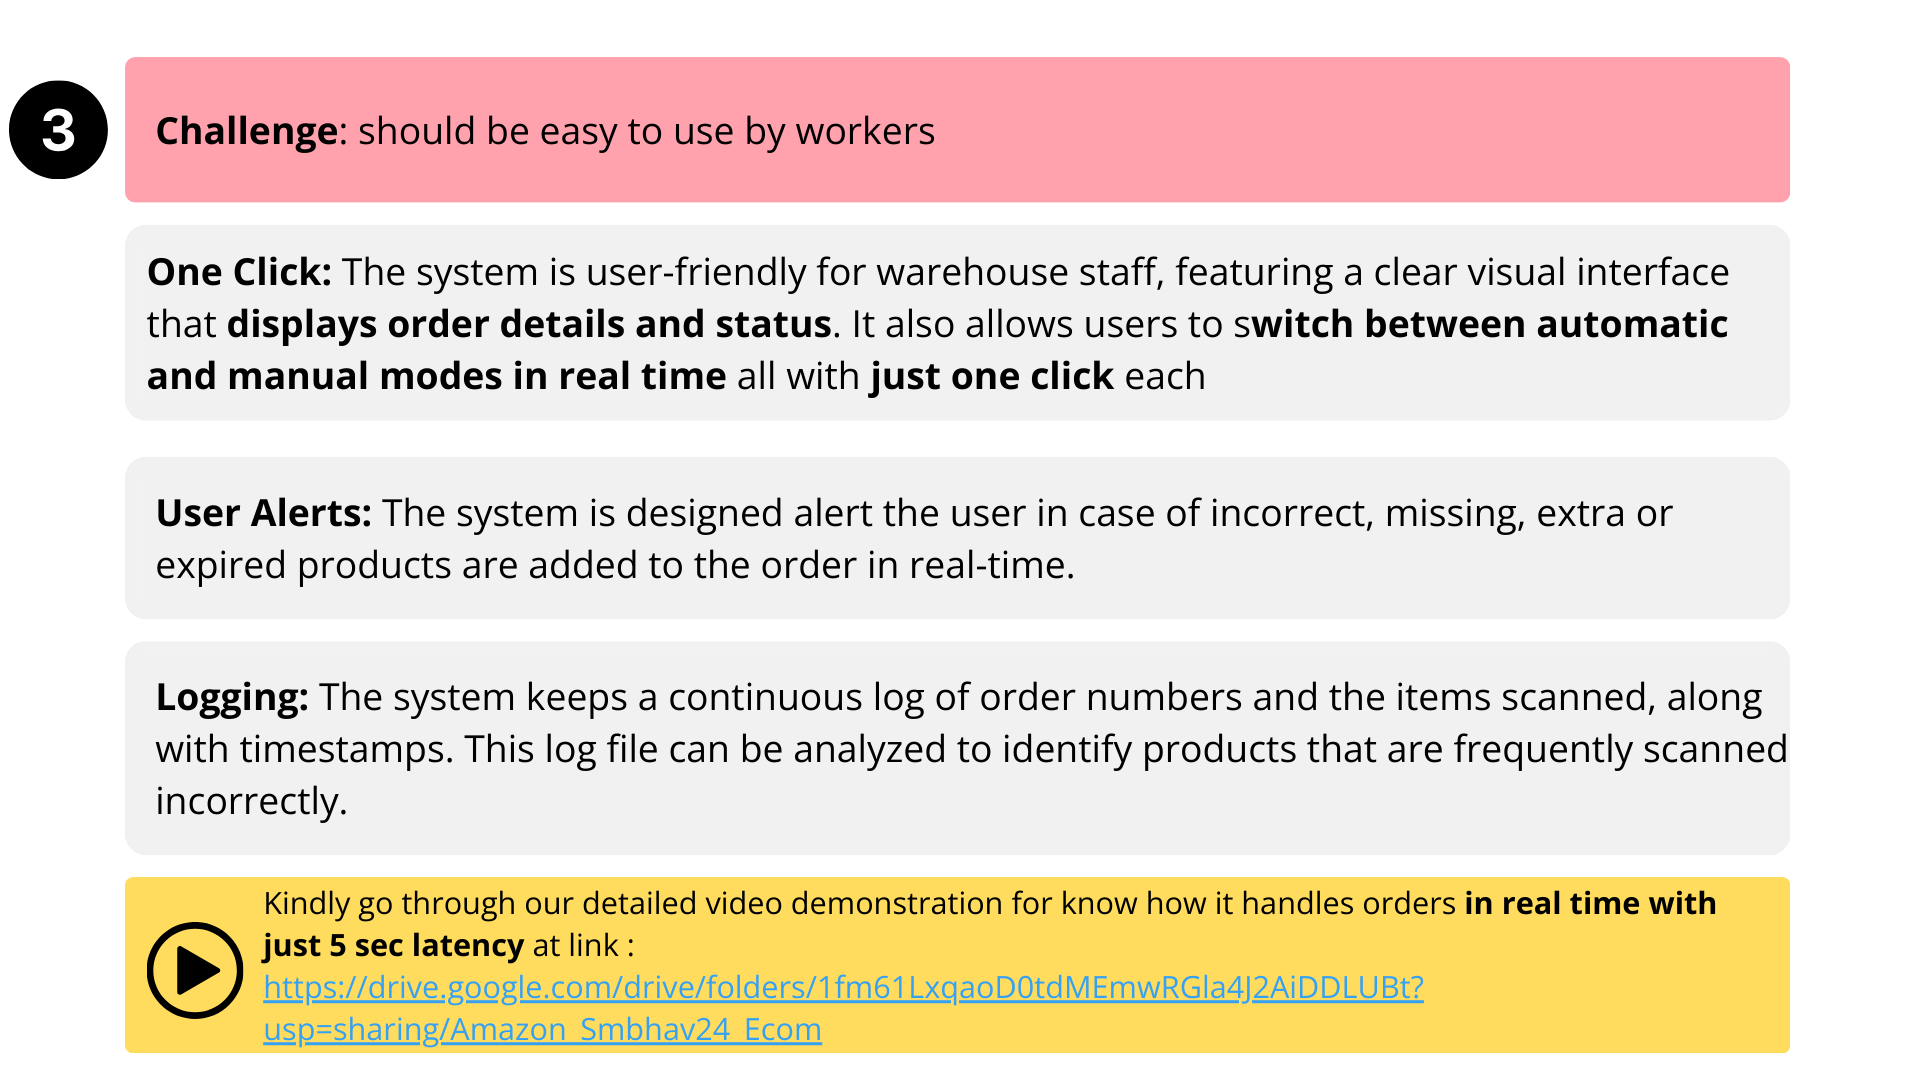 3
Challenge: should be easy to use by workers
One Click: The system is user-friendly for warehouse staff, featuring a clear visual interface
that displays order details and status. It also allows users to switch between automatic
and manual modes in real time all with just one click each
User Alerts: The system is designed alert the user in case of incorrect, missing, extra or
expired products are added to the order in real-time.
Logging: The system keeps a continuous log of order numbers and the items scanned, along
with timestamps. This log file can be analyzed to identify products that are frequently scanned
incorrectly.
Kindly go through our detailed video demonstration for know how it handles orders in real time with
just 5 sec latency at link :
https://drive.google.com/drive/folders/1fm61LxqaoD0tdMEmwRGla4J2AiDDLUBt?
usp=sharing/Amazon_Smbhav24_Ecom